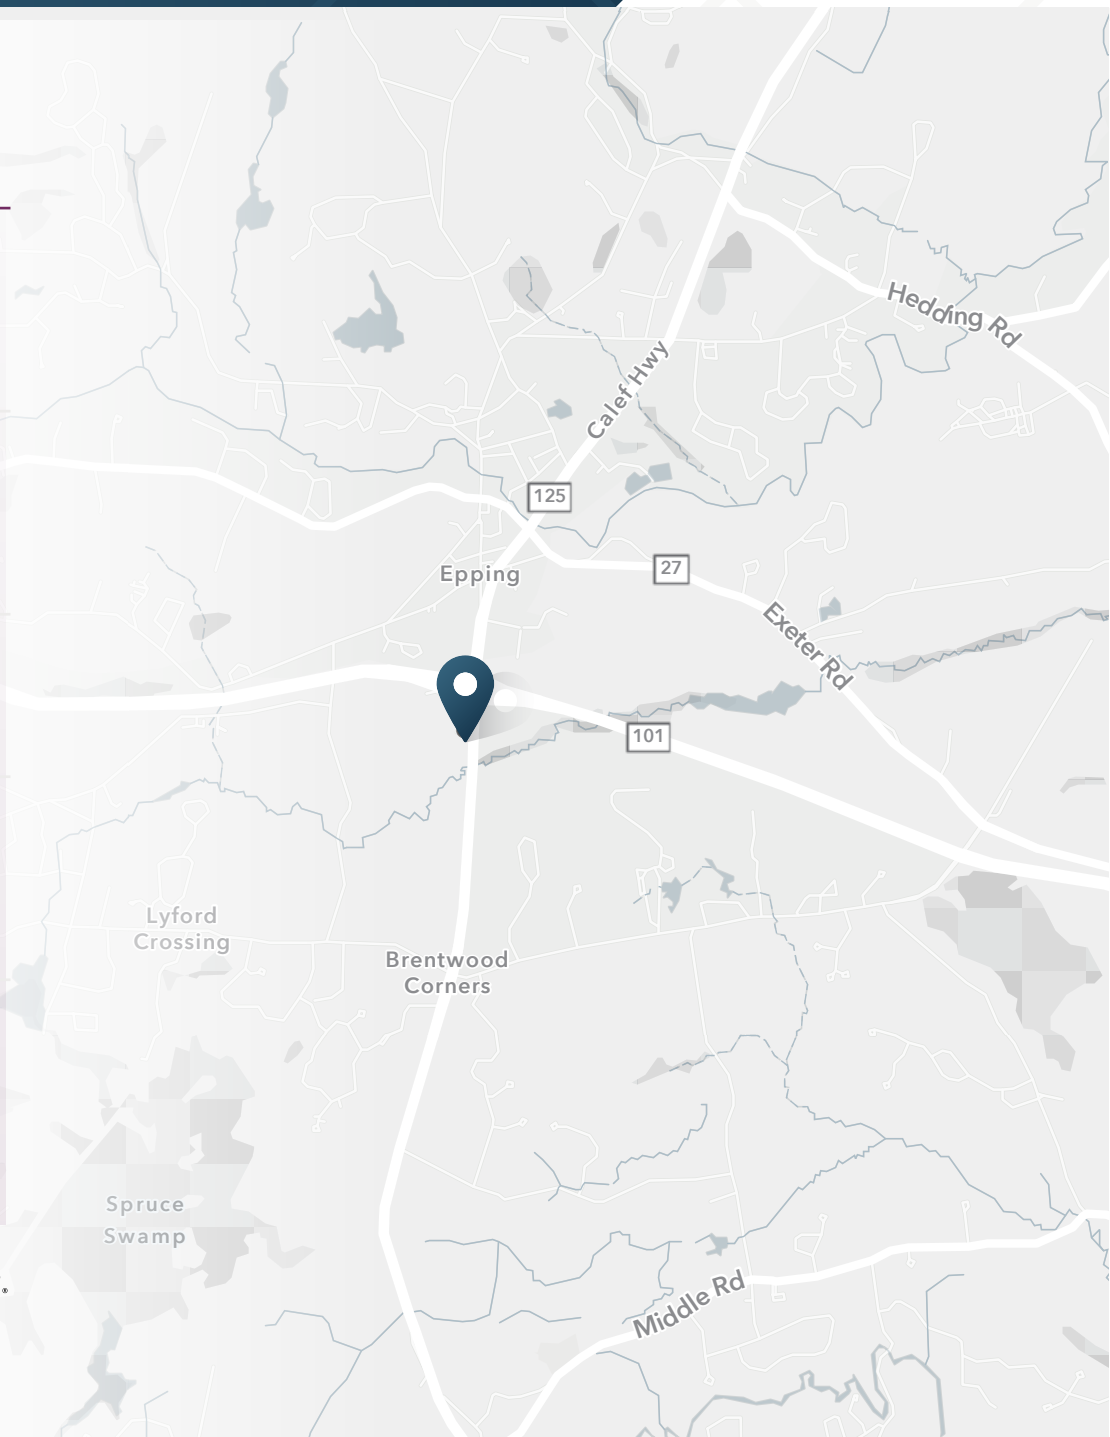 Hedding Rd
Calef Hwy
125
Epping
27
Exeter Rd
101
Lyford
Crossing
Brentwood
Corners
Spruce
Swamp
®
Middle Rd